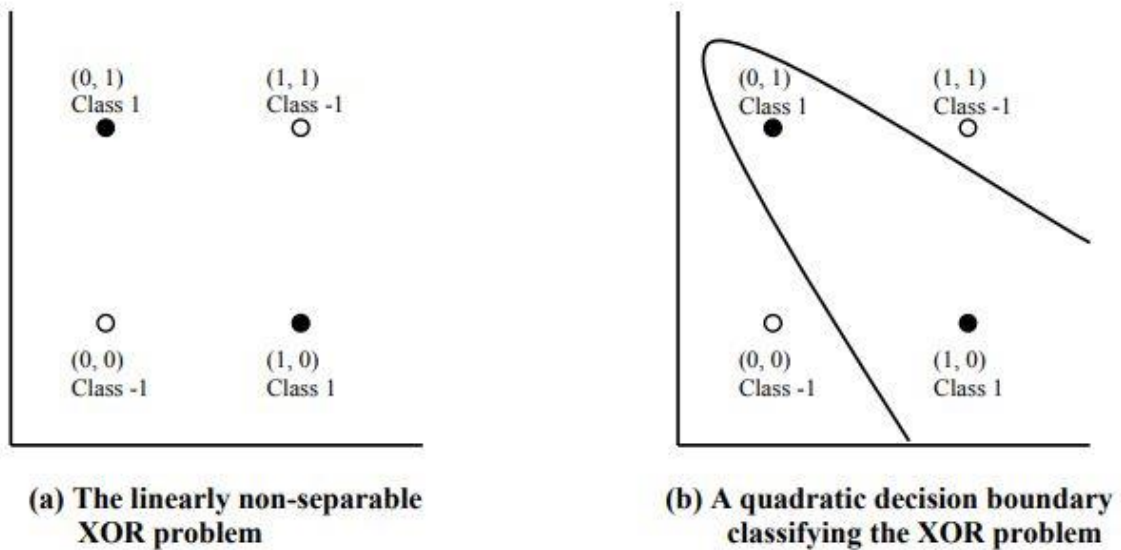 (0, 1)
Class 1
(1, 1)
Class -1
(0, 0)
Class -1
(1, 0)
Class 1
(a) The linearly non-separable
XOR problem
(0, 1)
Class 1
(1, 1)
Class -1
(0, 0)
Class -1
(1, 0)
Class 1
(b) A quadratic decision boundary
classifying the XOR problem